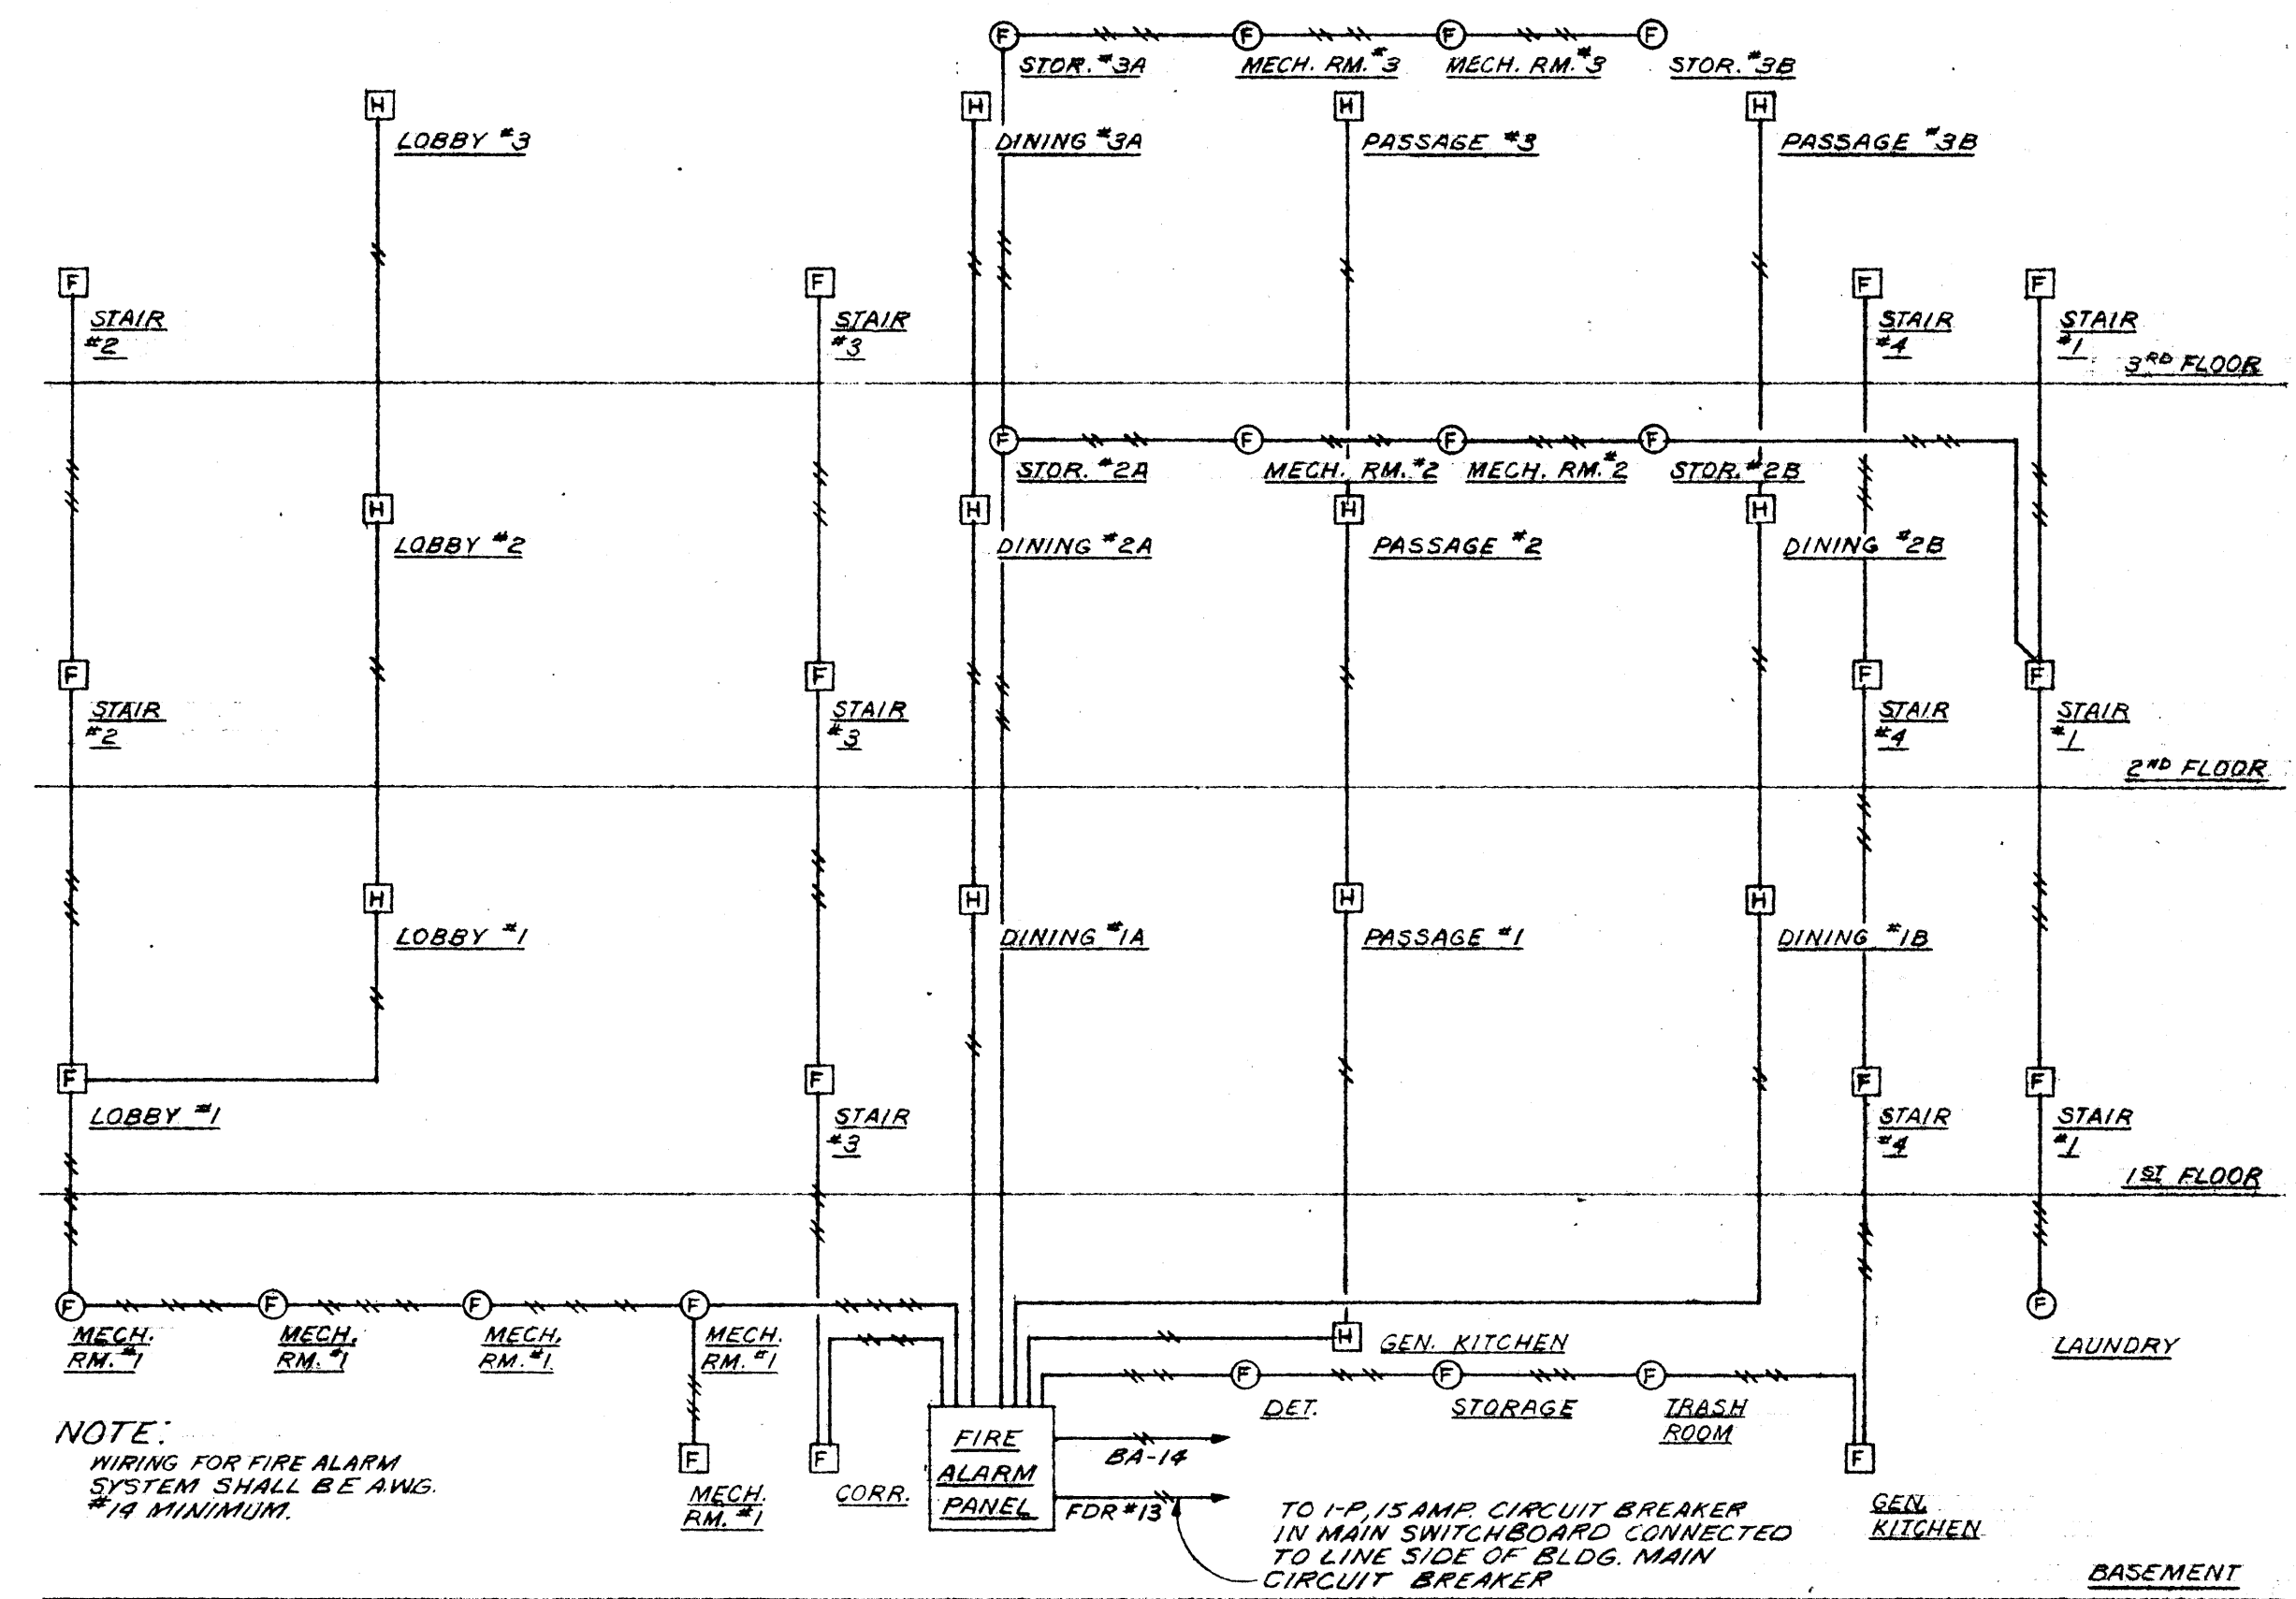 F F F F
STOR. #3A MECH. RM. #3 MECH. RM. #3 STOR. #3B
H H H H
LOBBY #3 DINING #3A PASSAGE #3 PASSAGE #3B
F F F F
STAIR STAIR STAIR STAIR
#2 #3 #4 #1
3RD FLOOR
F F F F
STOR. #2A MECH. RM. #2 MECH. RM. #2 STOR. #2B
H H H H
LOBBY #2 DINING #2A PASSAGE #2 DINING #2B
F F F F
STAIR STAIR STAIR STAIR
#2 #3 #4 #1
2ND FLOOR
H H H H
LOBBY #1 DINING #1A PASSAGE #1 DINING #1B
F F F F
LOBBY #1 STAIR STAIR STAIR
#3 #4 #1
1ST FLOOR
F F F F F
MECH. MECH. MECH. MECH. H GEN. KITCHEN LAUNDRY
RM. #1 RM. #1 RM. #1 RM. #1
F F F
DET. STORAGE TRASH
ROOM
NOTE:
WIRING FOR FIRE ALARM
SYSTEM SHALL BE AWG.
#14 MINIMUM.
F F F
MECH. CORR. GEN.
RM. #1 KITCHEN
FIRE
ALARM
PANEL
BA-14
FDR #13
TO 1-P, 15 AMP. CIRCUIT BREAKER
IN MAIN SWITCHBOARD CONNECTED
TO LINE SIDE OF BLDG. MAIN
CIRCUIT BREAKER
BASEMENT